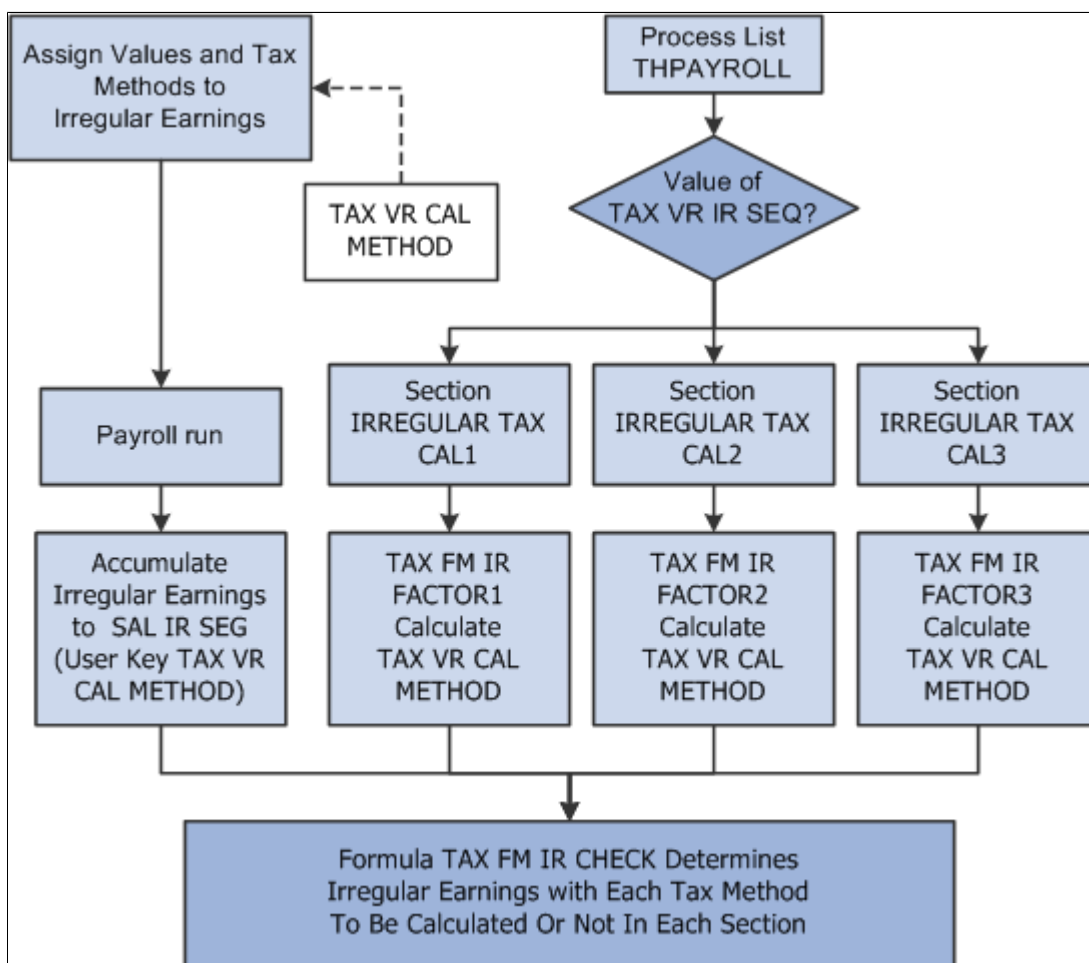 Assign Values and Tax
Methods to
Irregular Earnings
Process List
THPAYROLL
TAX VR CAL
METHOD
Value of
TAX VR IR SEQ?
Payroll run
Section
IRREGULAR TAX
CAL1
Section
IRREGULAR TAX
CAL2
Section
IRREGULAR TAX
CAL3
Accumulate
Irregular Earnings
to SAL IR SEG
(User Key TAX VR
CAL METHOD)
TAX FM IR
FACTOR1
Calculate
TAX VR CAL
METHOD
TAX FM IR
FACTOR2
Calculate
TAX VR CAL
METHOD
TAX FM IR
FACTOR3
Calculate
TAX VR CAL
METHOD
Formula TAX FM IR CHECK Determines
Irregular Earnings with Each Tax Method
To Be Calculated Or Not In Each Section